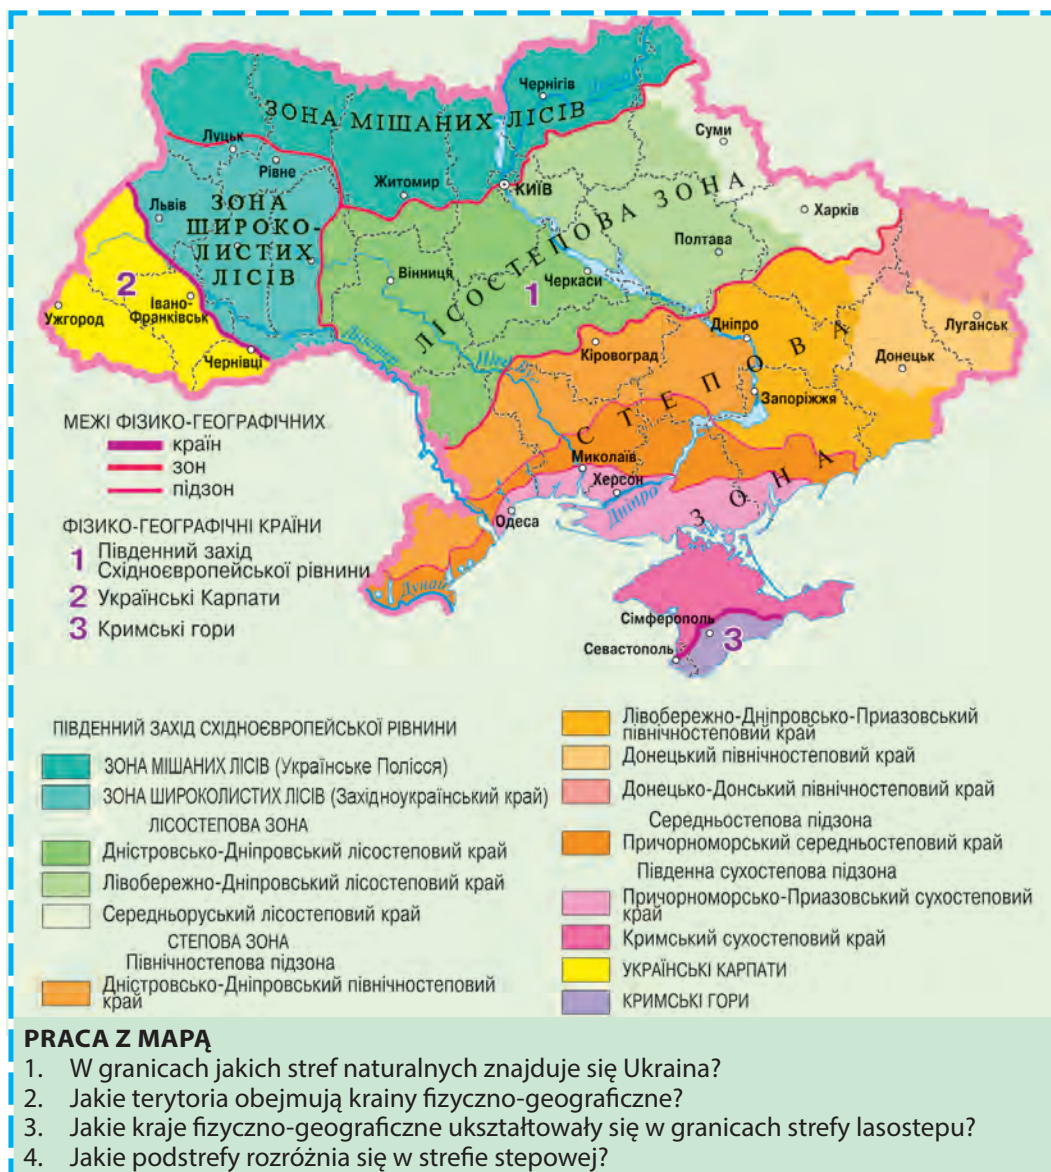 Чернігів
ЗОНА МІШАНИХ ЛІСІВ
Суми
Луцьк
Рівне
Житомир
КИЇВ
Львів
ЗОНА
ШИРОКО-
ЛИСТИХ
ЛІСІВ
Харків
Полтава
ЛІСОСТЕПОВА ЗОНА
Вінниця
Черкаси
1
2
Івано-
Франківськ
Ужгород
Чернівці
Дністер
Дніпро
Луганськ
Кіровоград
Донецьк
Запоріжжя
СТЕПОВА
ЗОНА
Миколаїв
Херсон
Дніпро
Одеса
Дунай
Сімферополь
3
Севастополь
МЕЖІ ФІЗИКО-ГЕОГРАФІЧНИХ
країн
зон
підзон
ФІЗИКО-ГЕОГРАФІЧНІ КРАЇНИ
1 Південний захід
Східноєвропейської рівнини
2 Українські Карпати
3 Кримські гори
ПІВДЕННИЙ ЗАХІД СХІДНОЄВРОПЕЙСЬКОЇ РІВНИНИ
ЗОНА МІШАНИХ ЛІСІВ (Українське Полісся)
ЗОНА ШИРОКОЛИСТИХ ЛІСІВ (Західноукраїнський край)
ЛІСОСТЕПОВА ЗОНА
Дністровсько-Дніпровський лісостеповий край
Лівобережно-Дніпровський лісостеповий край
Середньоруський лісостеповий край
СТЕПОВА ЗОНА
Північностепова підзона
Дністровсько-Дніпровський північностеповий
край
Лівобережно-Дніпровсько-Приазовський
північностеповий край
Донецький північностеповий край
Донецько-Донський північностеповий край
Середньостепова підзона
Причорноморський середньостеповий край
Південна сухостепова підзона
Причорноморсько-Приазовський сухостеповий
край
Кримський сухостеповий край
УКРАЇНСЬКІ КАРПАТИ
КРИМСЬКІ ГОРИ
PRACA Z MAPĄ
1. W granicach jakich stref naturalnych znajduje się Ukraina?
2. Jakie terytoria obejmują krainy fizyczno-geograficzne?
3. Jakie kraje fizyczno-geograficzne ukształtowały się w granicach strefy lasostepu?
4. Jakie podstrefy rozróżnia się w strefie stepowej?